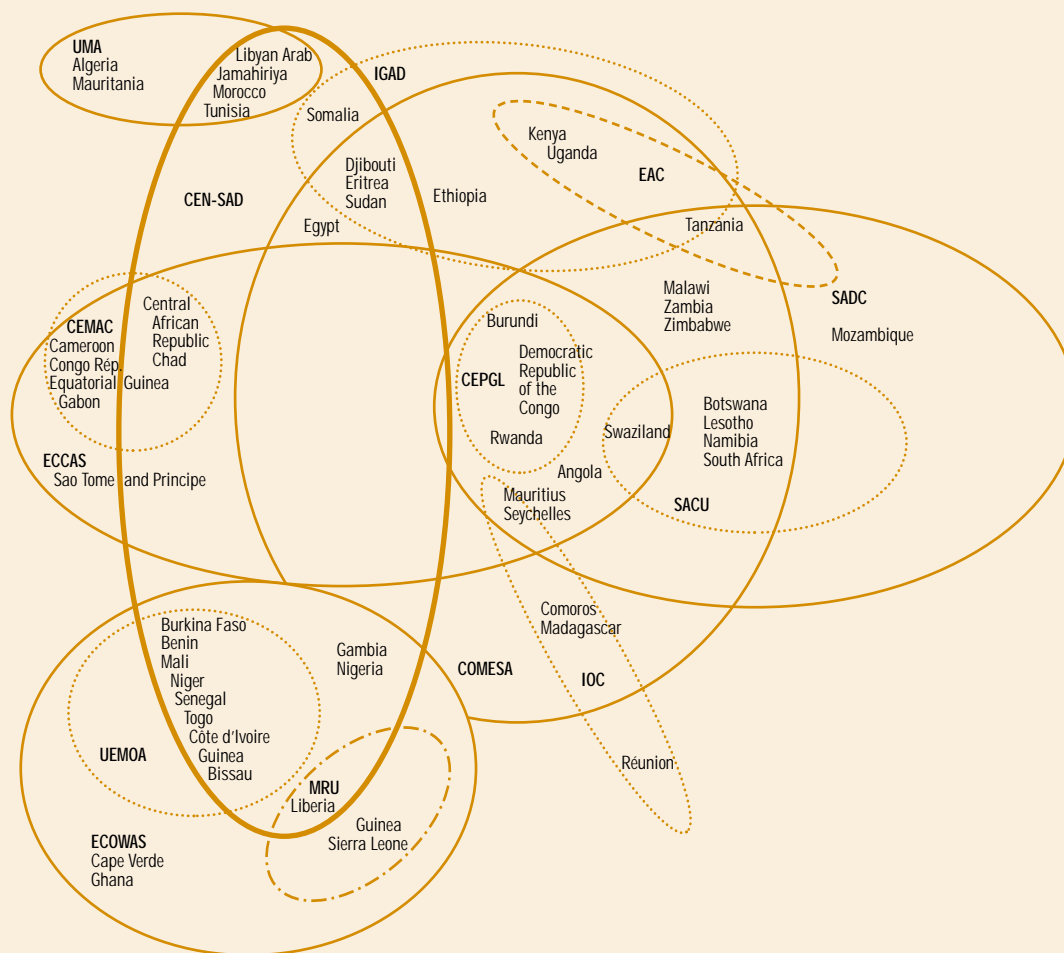 UMA
Algeria
Mauritania
Libyan Arab
Jamahiriya
Morocco
Tunisia
IGAD
Somalia
Djibouti
Eritrea
Sudan
Ethiopia
Egypt
CEN-SAD
Kenya
Uganda
EAC
Tanzania
Malawi
Zambia
Zimbabwe
SADC
Mozambique
CEMAC
Cameroon
Congo Rép.
Equatorial Guinea
Gabon
Central
African
Republic
Chad
ECCAS
Sao Tome and Principe
Burundi
CEPGL
Democratic
Republic
of the
Congo
Rwanda
Angola
Swaziland
Botswana
Lesotho
Namibia
South Africa
SACU
Mauritius
Seychelles
Comoros
Madagascar
IOC
Réunion
COMESA
Burkina Faso
Benin
Mali
Niger
Senegal
Togo
Côte d'Ivoire
Guinea
Bissau
UEMOA
Gambia
Nigeria
MRU
Liberia
Guinea
Sierra Leone
ECOWAS
Cape Verde
Ghana